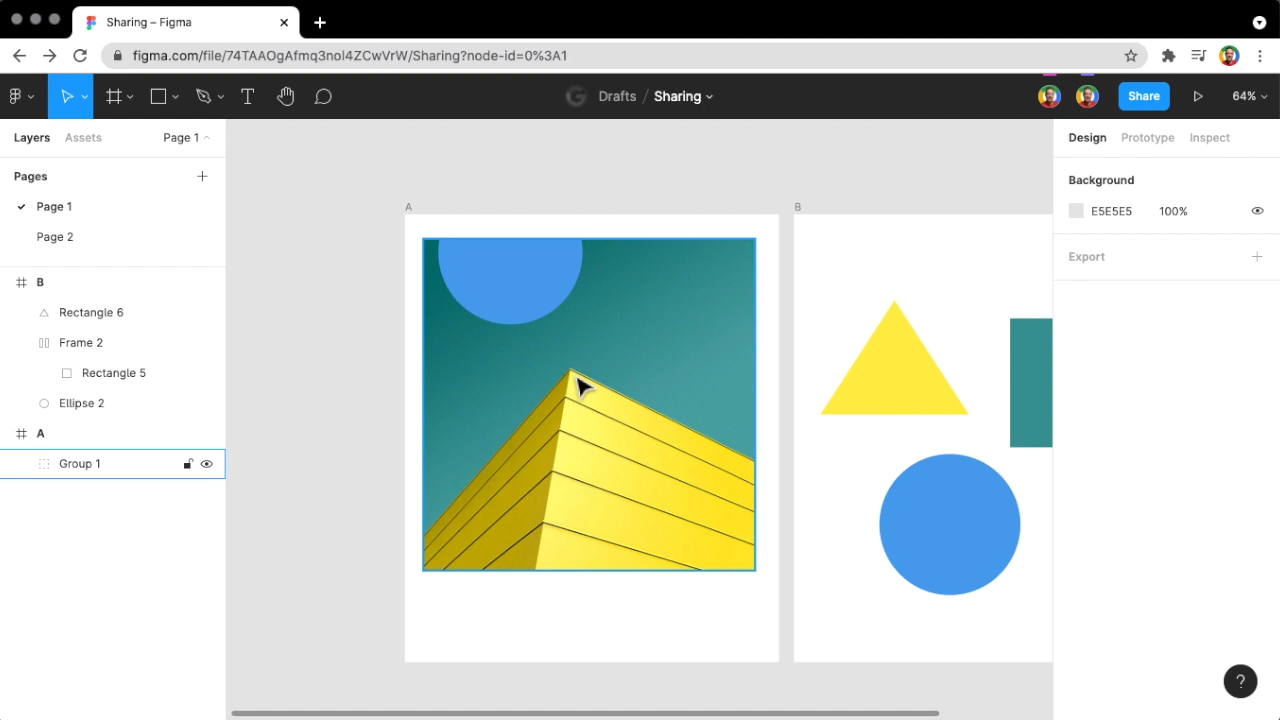 Sharing – Figma
figma.com/file/74TAAOgAfmq3nol4ZCwVrW/Sharing?node-id=0%3A1
Drafts / Sharing
Share
64%
Layers Assets Page 1
Design Prototype Inspect
Pages
Background
Page 1
E5E5E5 100%
Page 2
Export
B
Rectangle 6
Frame 2
Rectangle 5
Ellipse 2
A
Group 1
A
B
?